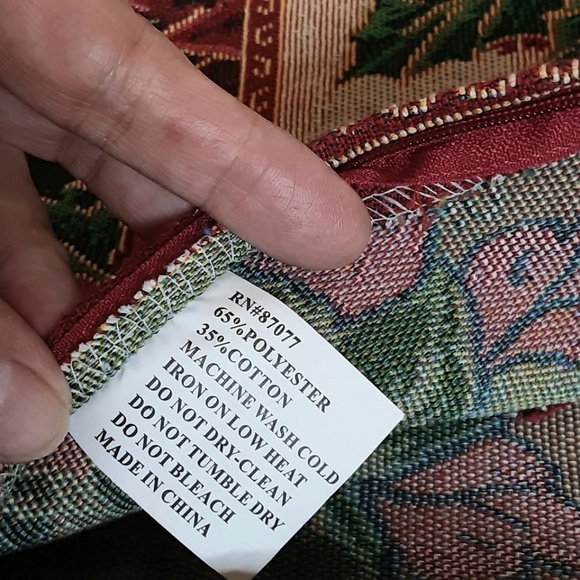 RN#87077
65%POLYESTER
35%COTTON
MACHINE WASH COLD
IRON ON LOW HEAT
DO NOT DRY-CLEAN
DO NOT TUMBLE DRY
DO NOT BLEACH
MADE IN CHINA